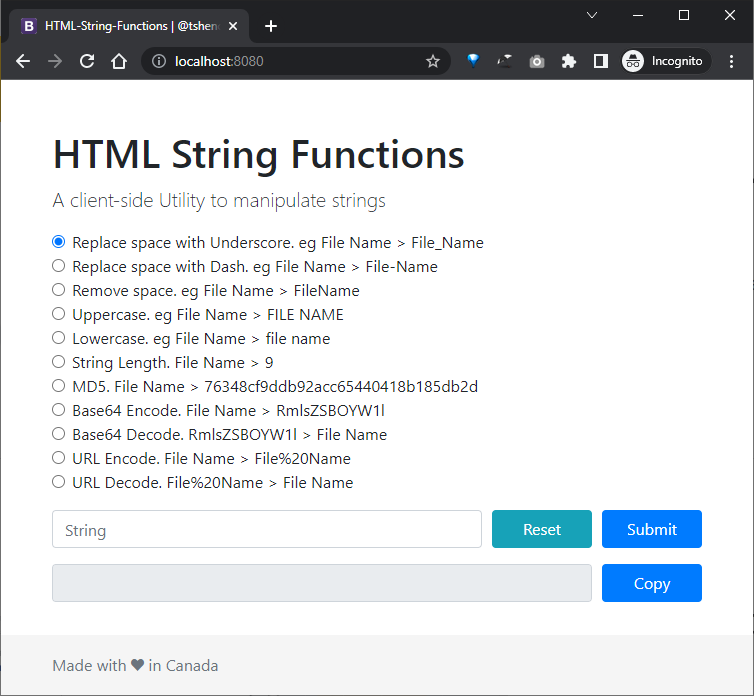 B HTML-String-Functions | @tshen
localhost:8080
Incognito
HTML String Functions
A client-side Utility to manipulate strings
Replace space with Underscore. eg File Name > File_Name
Replace space with Dash. eg File Name > File-Name
Remove space. eg File Name > FileName
Uppercase. eg File Name > FILE NAME
Lowercase. eg File Name > file name
String Length. File Name > 9
MD5. File Name > 76348cf9ddb92acc65440418b185db2d
Base64 Encode. File Name > RmlsZSBOYW1l
Base64 Decode. RmlsZSBOYW1l > File Name
URL Encode. File Name > File%20Name
URL Decode. File%20Name > File Name
String Reset Submit
Copy
Made with ❤ in Canada